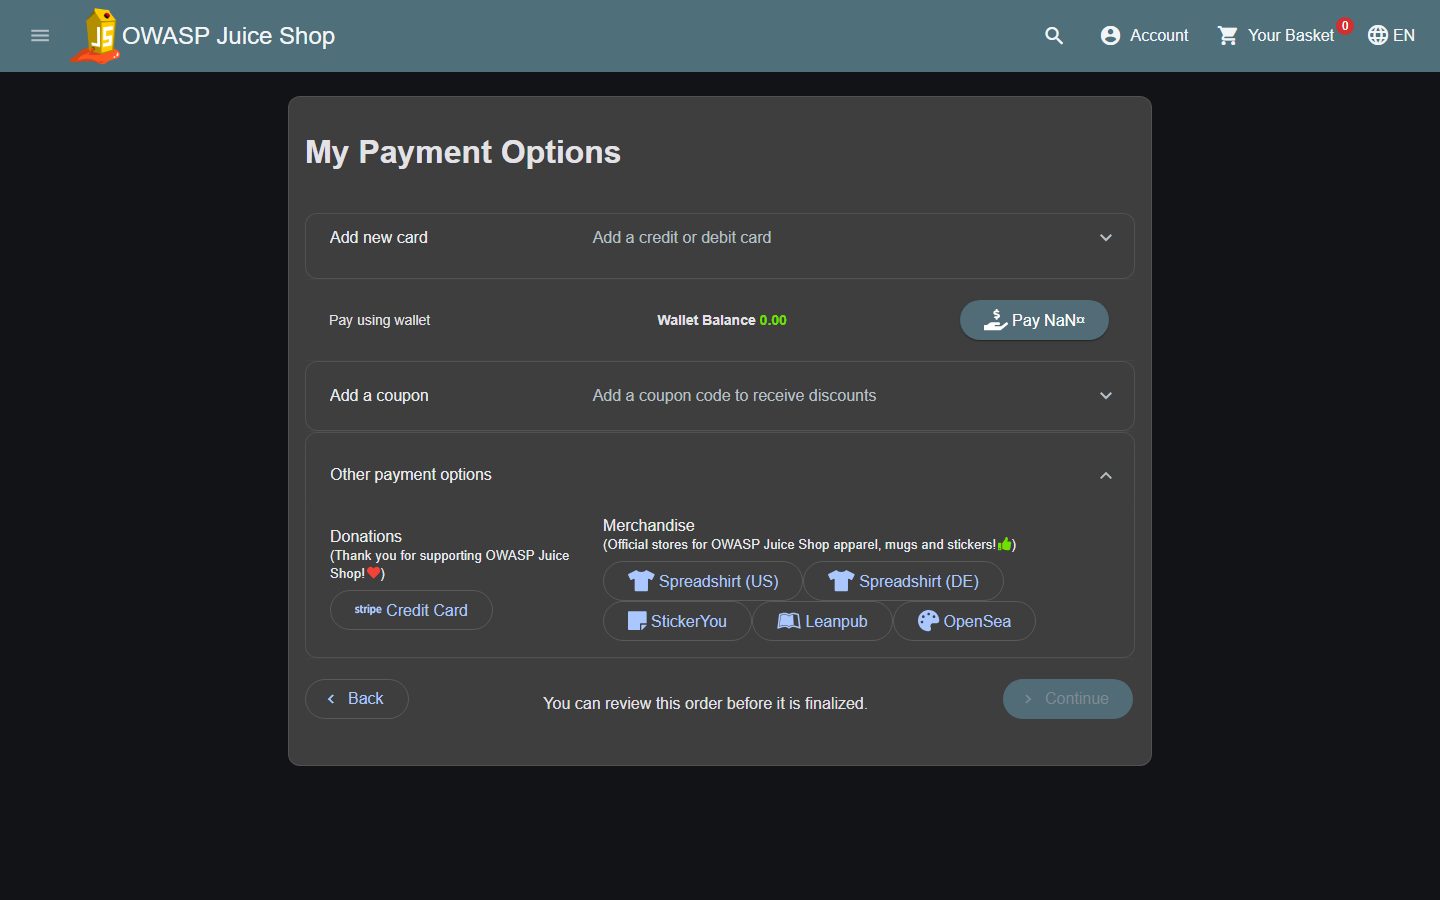 OWASP Juice Shop
Account
Your Basket 0
EN
My Payment Options
Add new card Add a credit or debit card
Pay using wallet Wallet Balance 0.00 Pay NaN¤
Add a coupon Add a coupon code to receive discounts
Other payment options
Donations
(Thank you for supporting OWASP Juice
Shop!❤)
stripe Credit Card
Merchandise
(Official stores for OWASP Juice Shop apparel, mugs and stickers!👍)
Spreadshirt (US) Spreadshirt (DE)
StickerYou Leanpub OpenSea
Back You can review this order before it is finalized. Continue